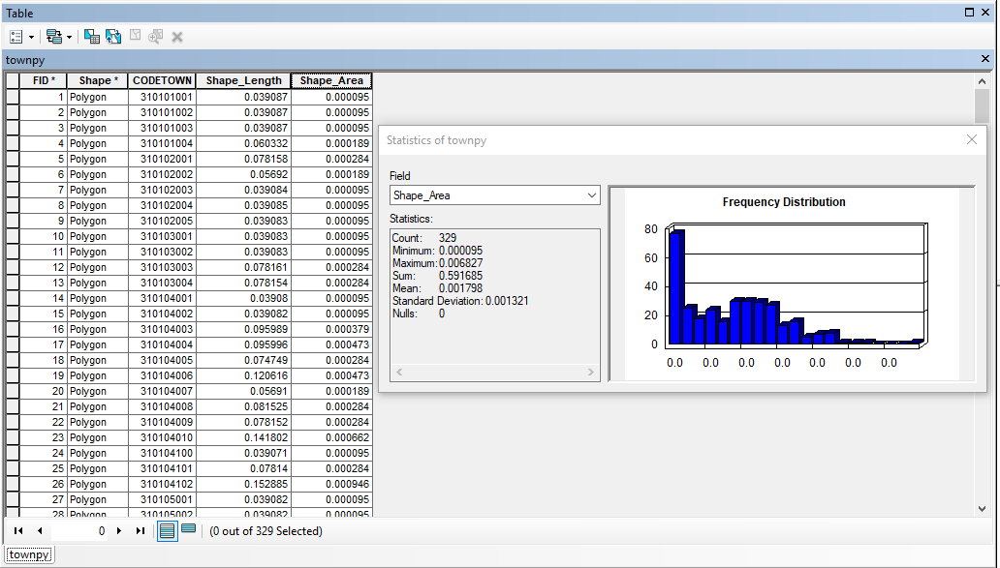 Table
townpy
FID * Shape * CODETOWN Shape_Length Shape_Area
1 Polygon 310101001 0.039087 0.000095
2 Polygon 310101002 0.039087 0.000095
3 Polygon 310101003 0.039087 0.000095
4 Polygon 310101004 0.060332 0.000189
5 Polygon 310102001 0.078158 0.000284
6 Polygon 310102002 0.05692 0.000189
7 Polygon 310102003 0.039084 0.000095
8 Polygon 310102004 0.039085 0.000095
9 Polygon 310102005 0.039083 0.000095
10 Polygon 310103001 0.039083 0.000095
11 Polygon 310103002 0.039083 0.000095
12 Polygon 310103003 0.078161 0.000284
13 Polygon 310103004 0.078154 0.000284
14 Polygon 310104001 0.03908 0.000095
15 Polygon 310104002 0.039082 0.000095
16 Polygon 310104003 0.095989 0.000379
17 Polygon 310104004 0.095996 0.000473
18 Polygon 310104005 0.074749 0.000284
19 Polygon 310104006 0.120616 0.000473
20 Polygon 310104007 0.05691 0.000189
21 Polygon 310104008 0.081525 0.000284
22 Polygon 310104009 0.078152 0.000284
23 Polygon 310104010 0.141802 0.000662
24 Polygon 310104100 0.039071 0.000095
25 Polygon 310104101 0.07814 0.000284
26 Polygon 310104102 0.152885 0.000946
27 Polygon 310105001 0.039082 0.000095
28 Polygon 310105002 0.039082 0.000095
Statistics of townpy
Field
Shape_Area
Statistics:
Count: 329
Minimum: 0.000095
Maximum: 0.006827
Sum: 0.591685
Mean: 0.001798
Standard Deviation: 0.001321
Nulls: 0
Frequency Distribution
80
60
40
20
0
0.0 0.0 0.0 0.0 0.0 0.0 0.0
0 (0 out of 329 Selected)
townpy